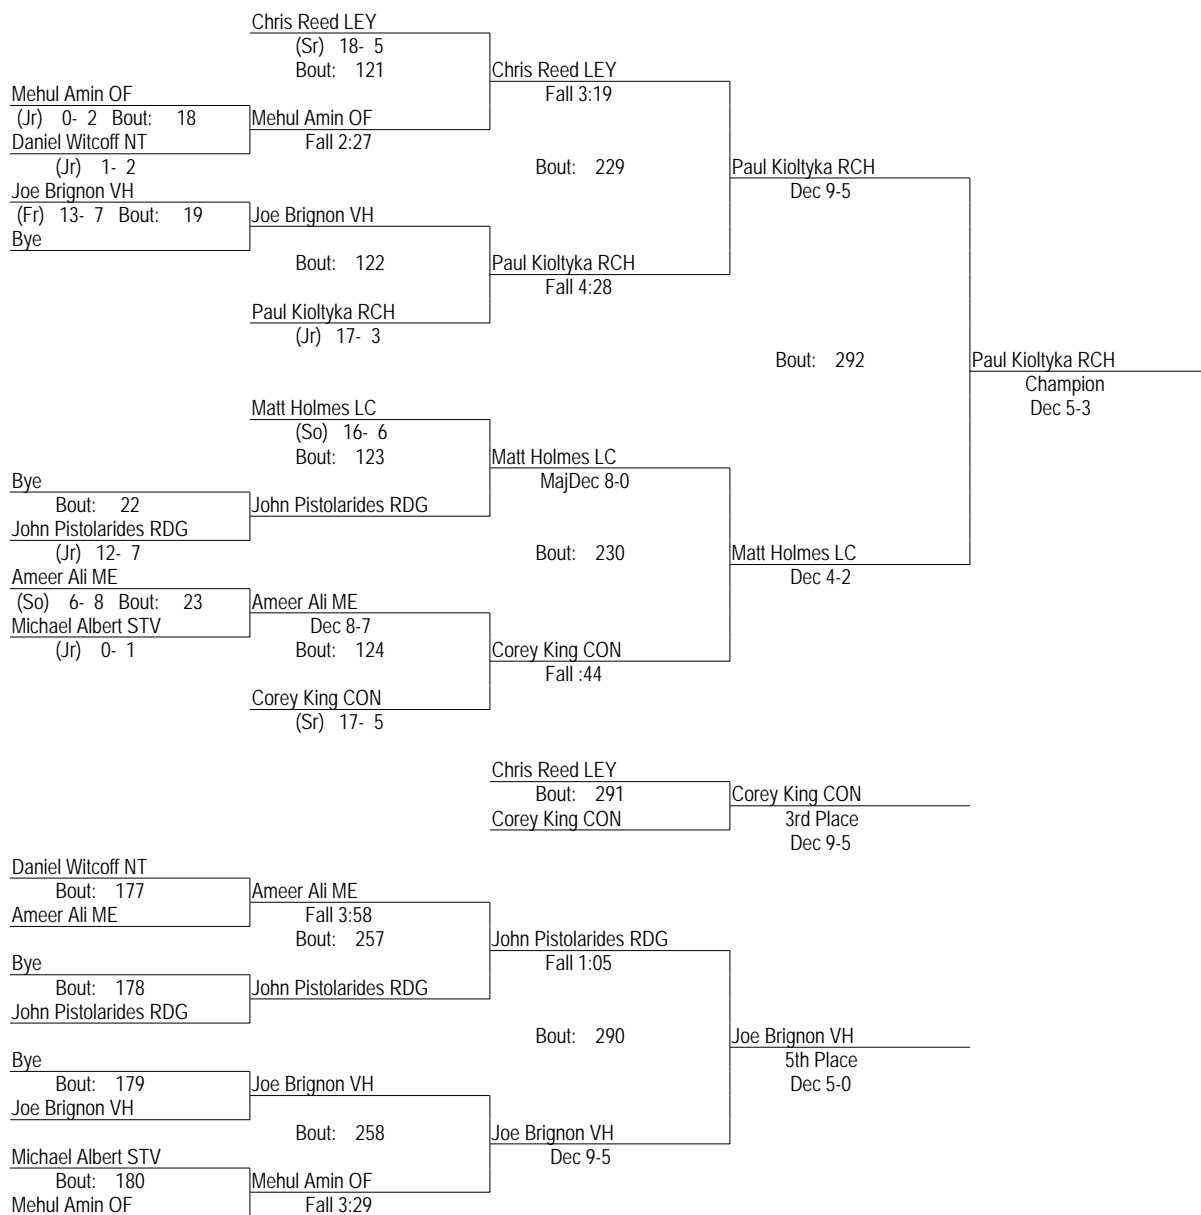 Chris Reed LEY
(Sr) 18- 5
Bout: 121
Chris Reed LEY
Fall 3:19
Mehul Amin OF
(Jr) 0- 2 Bout: 18
Mehul Amin OF
Daniel Witcoff NT
Fall 2:27
(Jr) 1- 2
Bout: 229
Paul Kioltyka RCH
Dec 9-5
Joe Brignon VH
(Fr) 13- 7 Bout: 19
Joe Brignon VH
Bye
Bout: 122
Paul Kioltyka RCH
Fall 4:28
Paul Kioltyka RCH
(Jr) 17- 3
Bout: 292
Paul Kioltyka RCH
Champion
Dec 5-3
Matt Holmes LC
(So) 16- 6
Bout: 123
Matt Holmes LC
MajDec 8-0
Bye
Bout: 22
John Pistolarides RDG
John Pistolarides RDG
(Jr) 12- 7
Bout: 230
Matt Holmes LC
Dec 4-2
Ameer Ali ME
(So) 6- 8 Bout: 23
Ameer Ali ME
Michael Albert STV
Dec 8-7
(Jr) 0- 1
Bout: 124
Corey King CON
Fall :44
Corey King CON
(Sr) 17- 5
Chris Reed LEY
Bout: 291
Corey King CON
Corey King CON
3rd Place
Dec 9-5
Daniel Witcoff NT
Bout: 177
Ameer Ali ME
Ameer Ali ME
Fall 3:58
Bout: 257
John Pistolarides RDG
Fall 1:05
Bye
Bout: 178
John Pistolarides RDG
John Pistolarides RDG
Bout: 290
Joe Brignon VH
5th Place
Dec 5-0
Bye
Bout: 179
Joe Brignon VH
Joe Brignon VH
Bout: 258
Joe Brignon VH
Dec 9-5
Michael Albert STV
Bout: 180
Mehul Amin OF
Mehul Amin OF
Fall 3:29